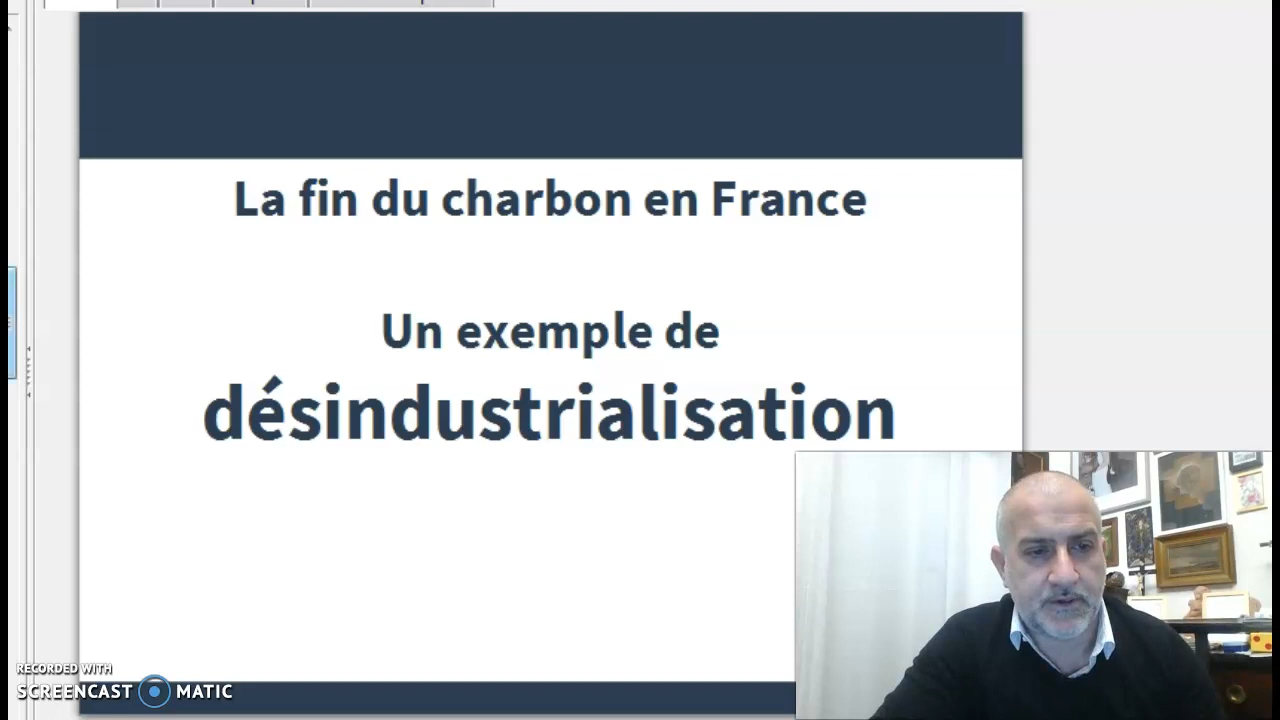 La fin du charbon en France
Un exemple de
désindustrialisation
RECORDED WITH
SCREENCAST MATIC